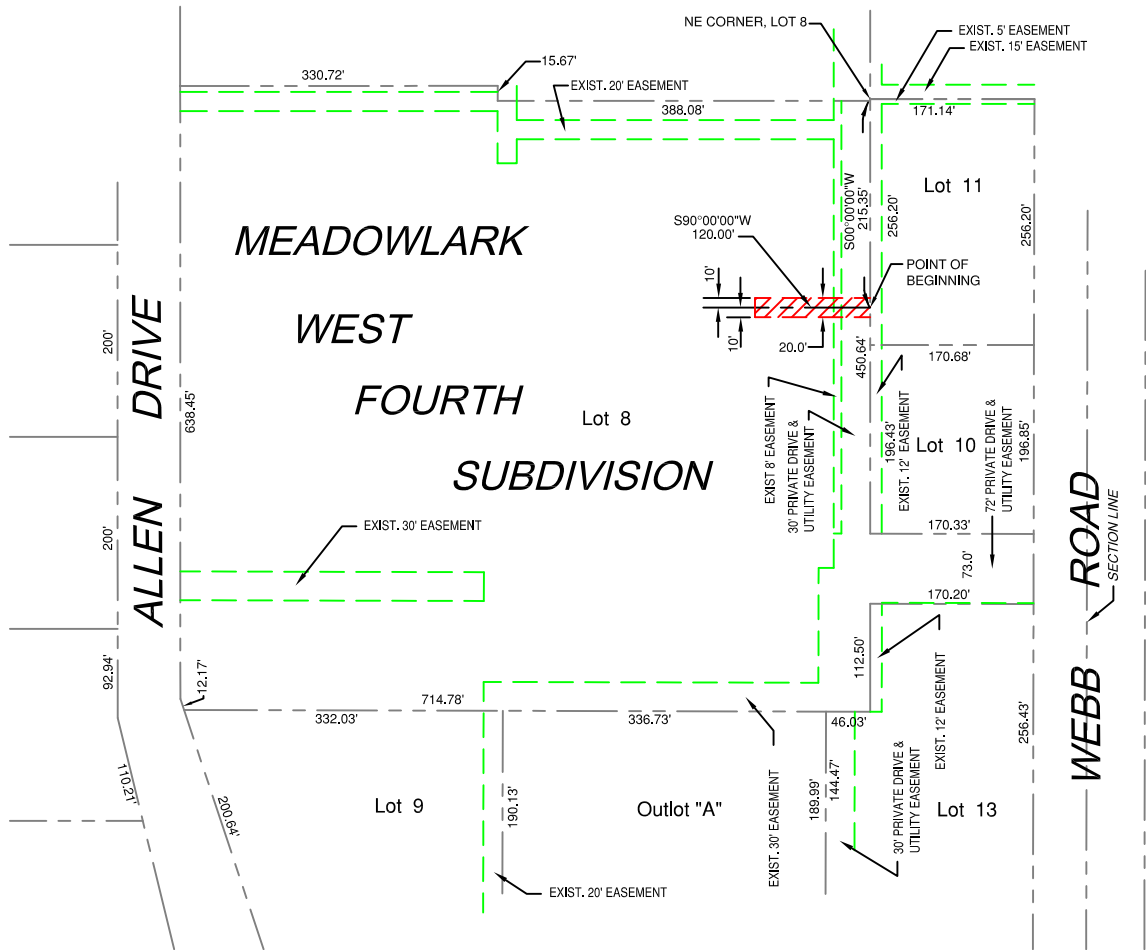 NE CORNER, LOT 8
EXIST. 5' EASEMENT
EXIST. 15' EASEMENT
15.67'
330.72'
EXIST. 20' EASEMENT
388.08'
171.14'
Lot 11
S00°00'00"W
215.35'
256.20'
256.20'
S90°00'00"W
120.00'
MEADOWLARK
WEST
FOURTH
SUBDIVISION
Lot 8
POINT OF
BEGINNING
10'
10'
20.0'
450.64'
170.68'
EXIST 8' EASEMENT
30' PRIVATE DRIVE &
UTILITY EASEMENT
196.43'
EXIST. 12' EASEMENT
Lot 10
72' PRIVATE DRIVE &
UTILITY EASEMENT
196.85'
200'
ALLEN DRIVE
638.45'
200'
EXIST. 30' EASEMENT
170.33'
73.0'
170.20'
WEBB ROAD
SECTION LINE
92.94'
12.17'
714.78'
332.03'
336.73'
46.03'
112.50'
EXIST. 12' EASEMENT
256.43'
110.21'
200.64'
Lot 9
190.13'
Outlot "A"
189.99'
144.47'
EXIST. 30' EASEMENT
30' PRIVATE DRIVE &
UTILITY EASEMENT
Lot 13
EXIST. 20' EASEMENT